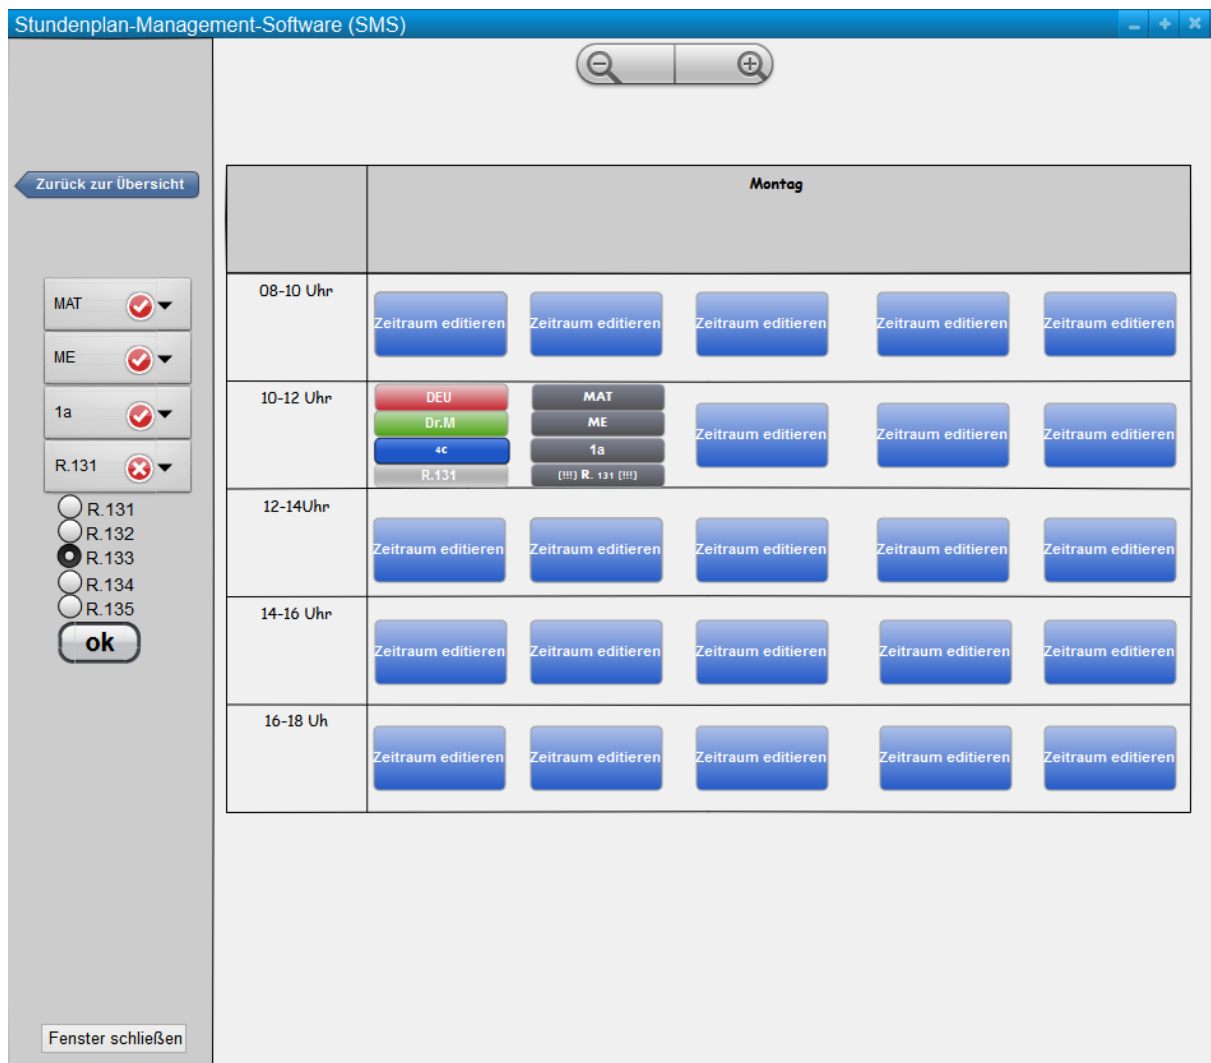 Stundenplan-Management-Software (SMS)
Zurück zur Übersicht
MAT
ME
1a
R.131
R.131
R.132
R.133
R.134
R.135
ok
Fenster schließen
Montag
08-10 Uhr
Zeitraum editieren Zeitraum editieren Zeitraum editieren Zeitraum editieren Zeitraum editieren
10-12 Uhr
DEU MAT
Dr.M ME
4C 1a
R.131 (!!!) R. 131 (!!!)
Zeitraum editieren Zeitraum editieren Zeitraum editieren
12-14Uhr
Zeitraum editieren Zeitraum editieren Zeitraum editieren Zeitraum editieren Zeitraum editieren
14-16 Uhr
Zeitraum editieren Zeitraum editieren Zeitraum editieren Zeitraum editieren Zeitraum editieren
16-18 Uh
Zeitraum editieren Zeitraum editieren Zeitraum editieren Zeitraum editieren Zeitraum editieren